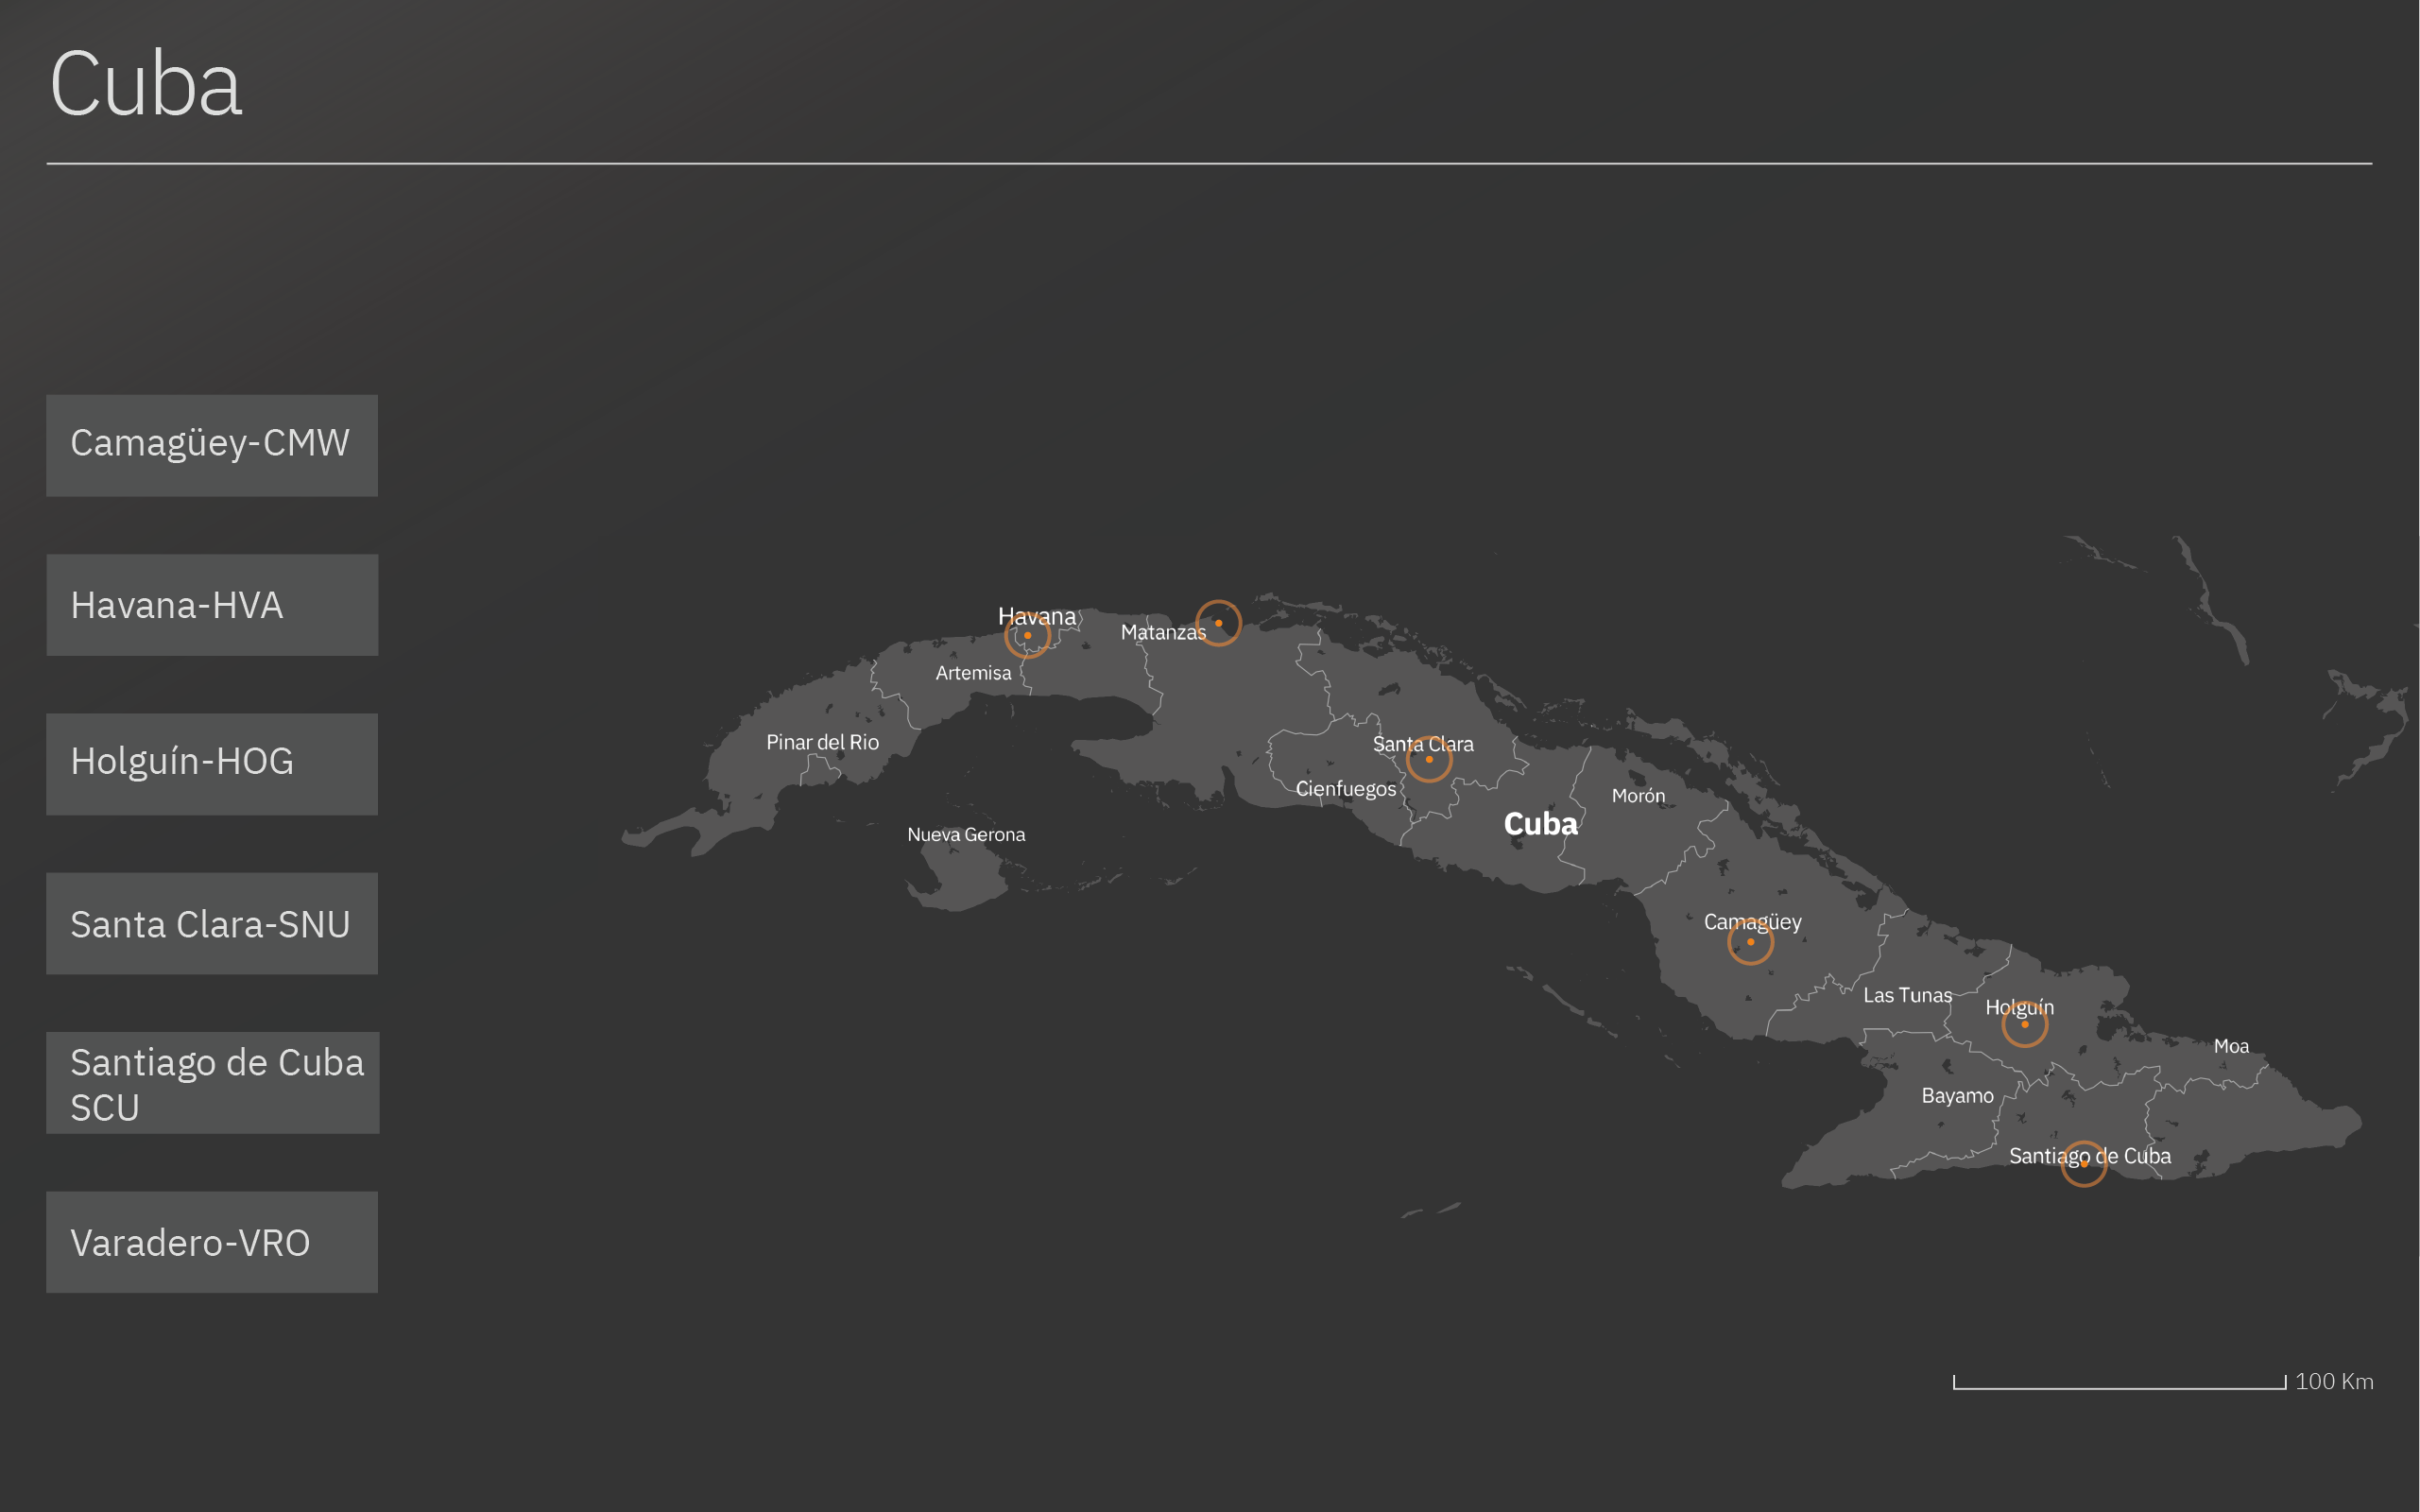 Cuba
Camagüey-CMW
Havana-HVA
Holguín-HOG
Santa Clara-SNU
Santiago de Cuba
SCU
Varadero-VRO
Havana
Matanzas
Artemisa
Pinar del Rio
Santa Clara
Cienfuegos
Morón
Cuba
Nueva Gerona
Camagüey
Las Tunas
Holguín
Moa
Bayamo
Santiago de Cuba
100 Km